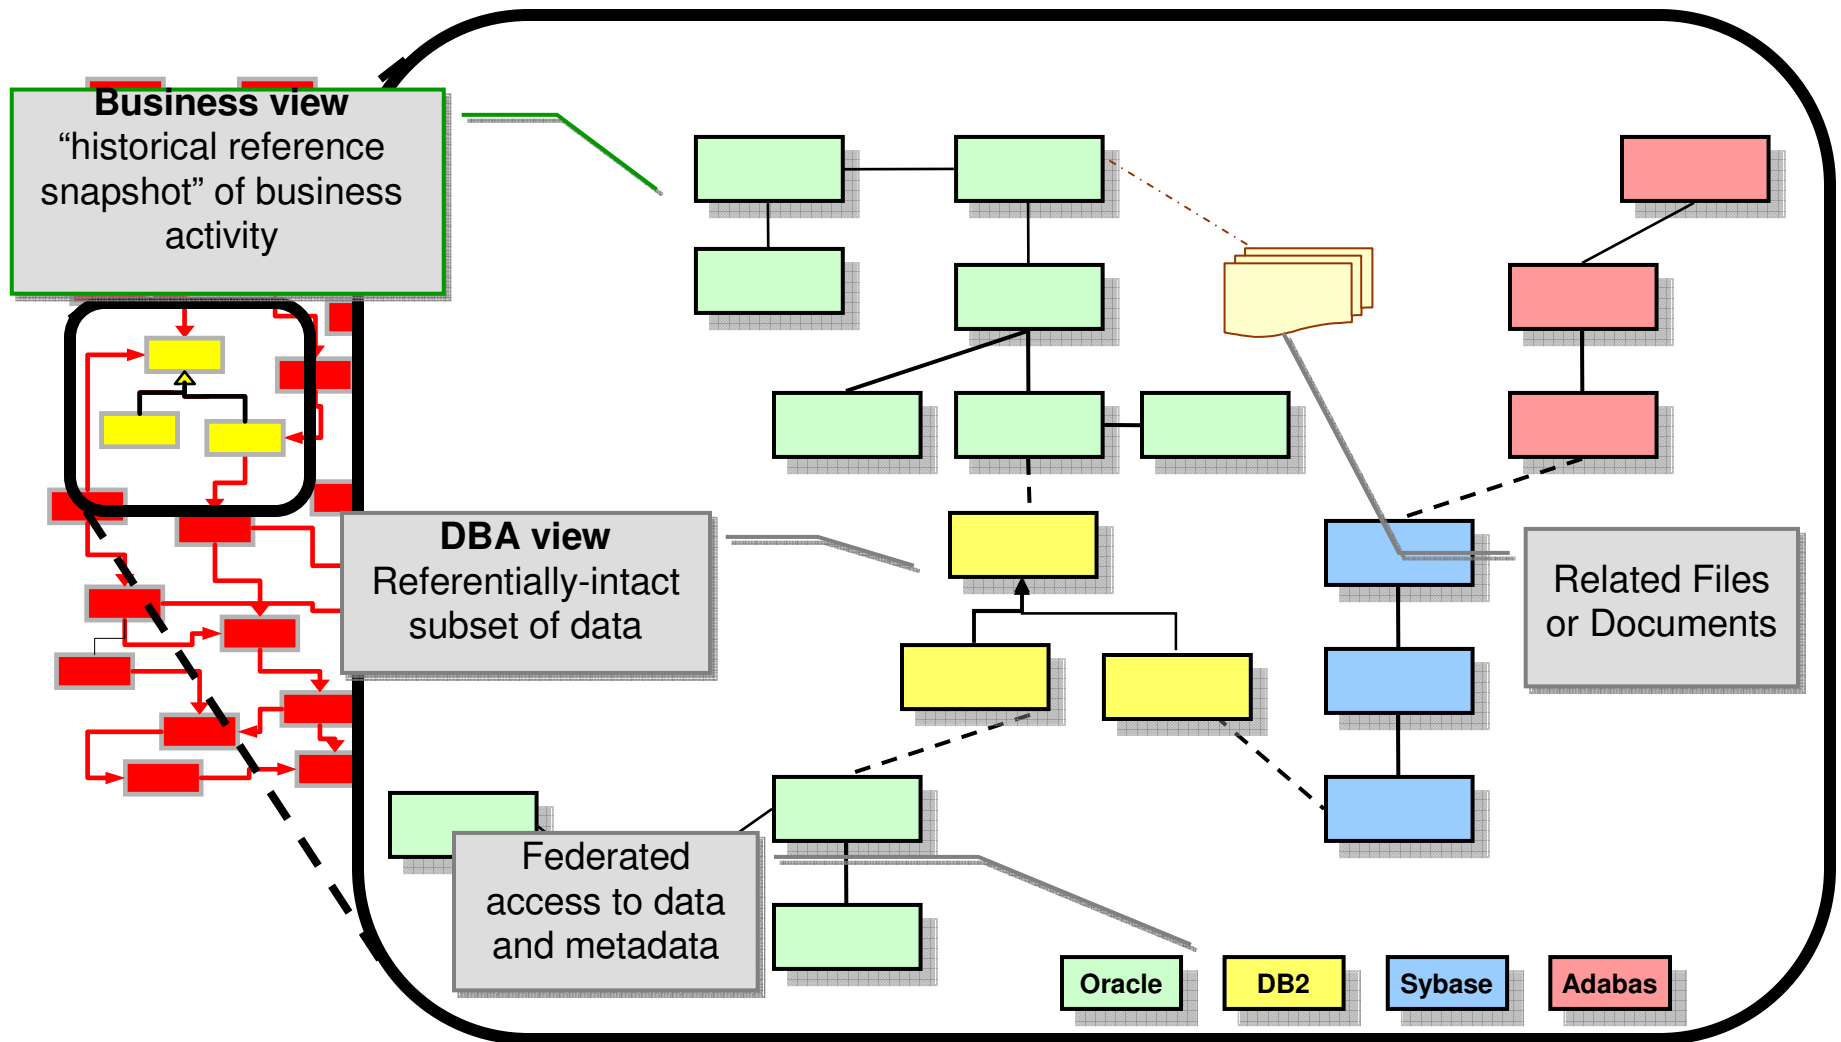 Business view
“historical reference
snapshot” of business
activity
DBA view
Referentially-intact
subset of data
Related Files
or Documents
Federated
access to data
and metadata
Oracle
DB2
Sybase
Adabas